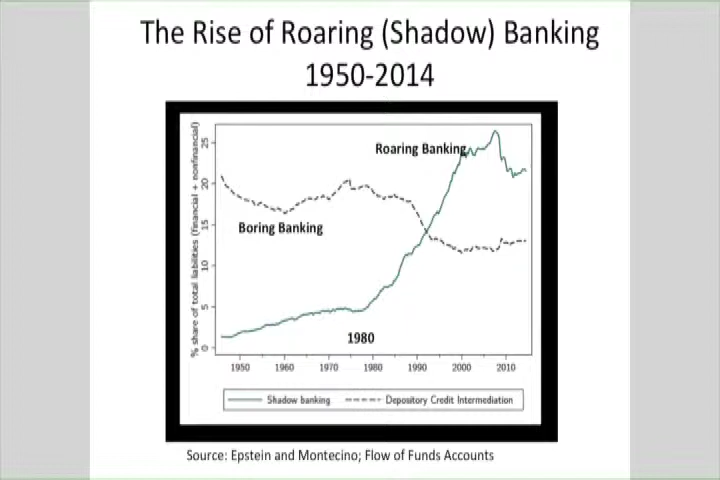 The Rise of Roaring (Shadow) Banking
1950-2014
% share of total liabilities (financial + nonfinancial)
25
20
15
10
5
0
Roaring Banking
Boring Banking
1980
1950
1960
1970
1980
1990
2000
2010
Shadow banking
Depository Credit Intermediation
Source: Epstein and Montecino; Flow of Funds Accounts